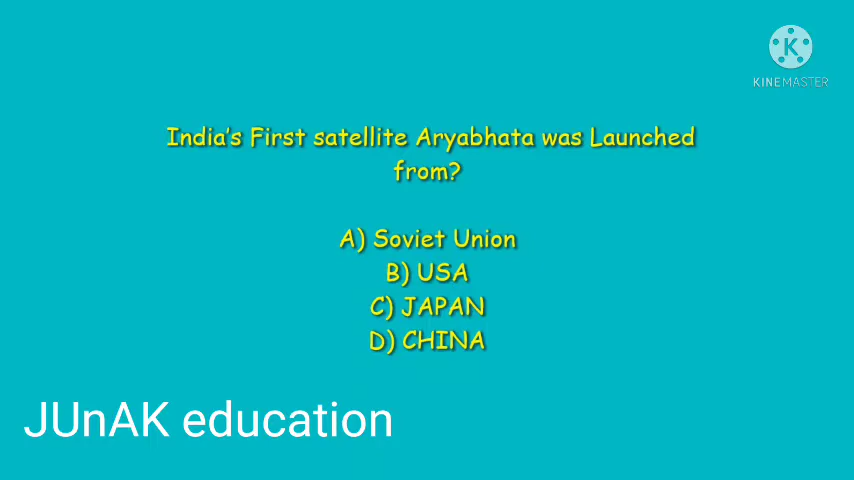 K
KINEMASTER
India's First satellite Aryabhata was Launched
from?
A) Soviet Union
B) USA
C) JAPAN
D) CHINA
JUnAK education